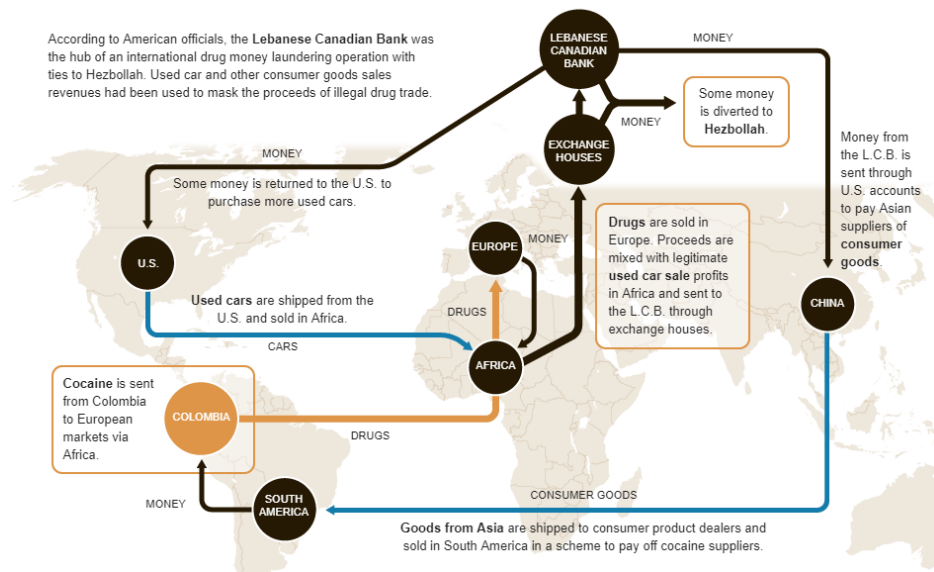 According to American officials, the Lebanese Canadian Bank was
the hub of an international drug money laundering operation with
ties to Hezbollah. Used car and other consumer goods sales
revenues had been used to mask the proceeds of illegal drug trade.
LEBANESE
CANADIAN
BANK
MONEY
Some money
is diverted to
Hezbollah.
MONEY
EXCHANGE
HOUSES
Money from
the L.C.B. is
sent through
U.S. accounts
to pay Asian
suppliers of
consumer
goods.
MONEY
Some money is returned to the U.S. to
purchase more used cars.
U.S.
EUROPE
MONEY
Drugs are sold in
Europe. Proceeds are
mixed with legitimate
used car sale profits
in Africa and sent to
the L.C.B. through
exchange houses.
CHINA
Used cars are shipped from the
U.S. and sold in Africa.
DRUGS
CARS
AFRICA
Cocaine is sent
from Colombia
to European
markets via
Africa.
COLOMBIA
DRUGS
MONEY
SOUTH
AMERICA
CONSUMER GOODS
Goods from Asia are shipped to consumer product dealers and
sold in South America in a scheme to pay off cocaine suppliers.